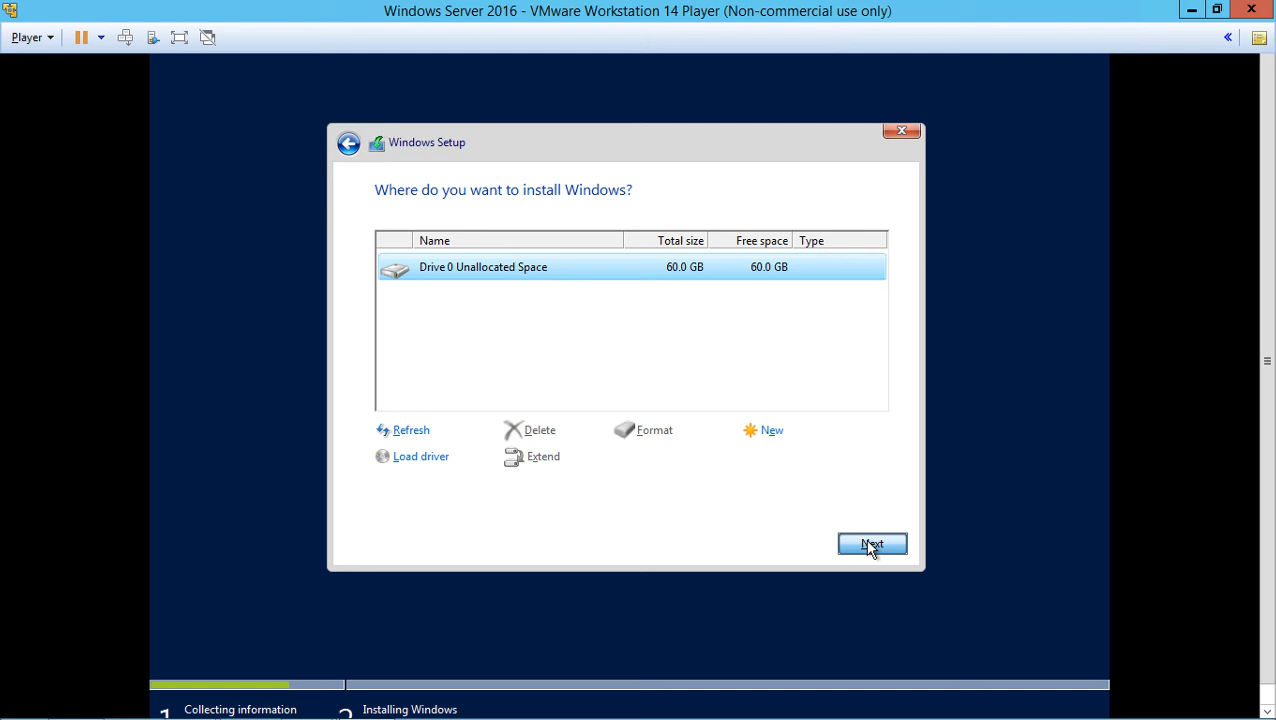 Windows Server 2016 - VMware Workstation 14 Player (Non-commercial use only)
Player
Windows Setup
Where do you want to install Windows?
Name Total size Free space Type
Drive 0 Unallocated Space 60.0 GB 60.0 GB
Refresh Delete Format New
Load driver Extend
Next
1 Collecting information 2 Installing Windows